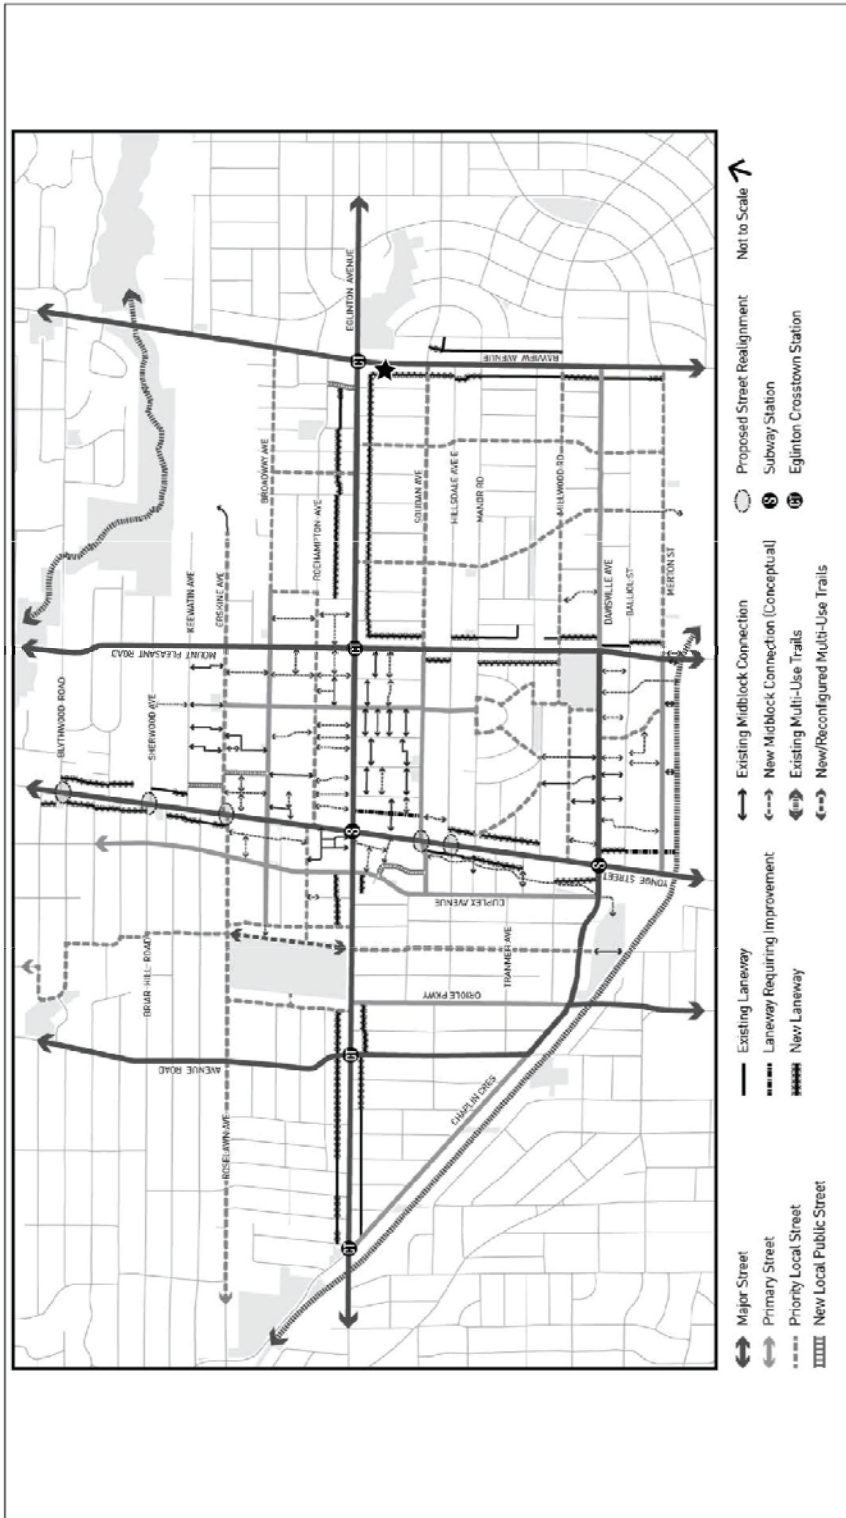 BLYTHWOOD ROAD
SHERWOOD AVE
KEEWATIN AVE
ERSKINE AVE
BROADWAY AVE
ROEHAMPTON AVE
EGLINTON AVENUE
MOUNT PLEASANT ROAD
BRIAR HILL ROAD
ROSELAWN AVE
AVENUE ROAD
ORIOLE PKWY
CHAPLIN CRES
DUPLEX AVENUE
TRANMER AVE
YONGE STREET
SOUDAN AVE
HILLSDALE AVE E
MANOR RD
MILLWOOD RD
DAVISVILLE AVE
BALLIOL ST
MERTON ST
BAYVIEW AVENUE
S
S
Major Street
Primary Street
Priority Local Street
New Local Public Street
Existing Laneway
Laneway Requiring Improvement
New Laneway
Existing Midblock Connection
New Midblock Connection (Conceptual)
Existing Multi-Use Trails
New/Reconfigured Multi-Use Trails
Proposed Street Realignment
S Subway Station
Eglinton Crosstown Station
Not to Scale